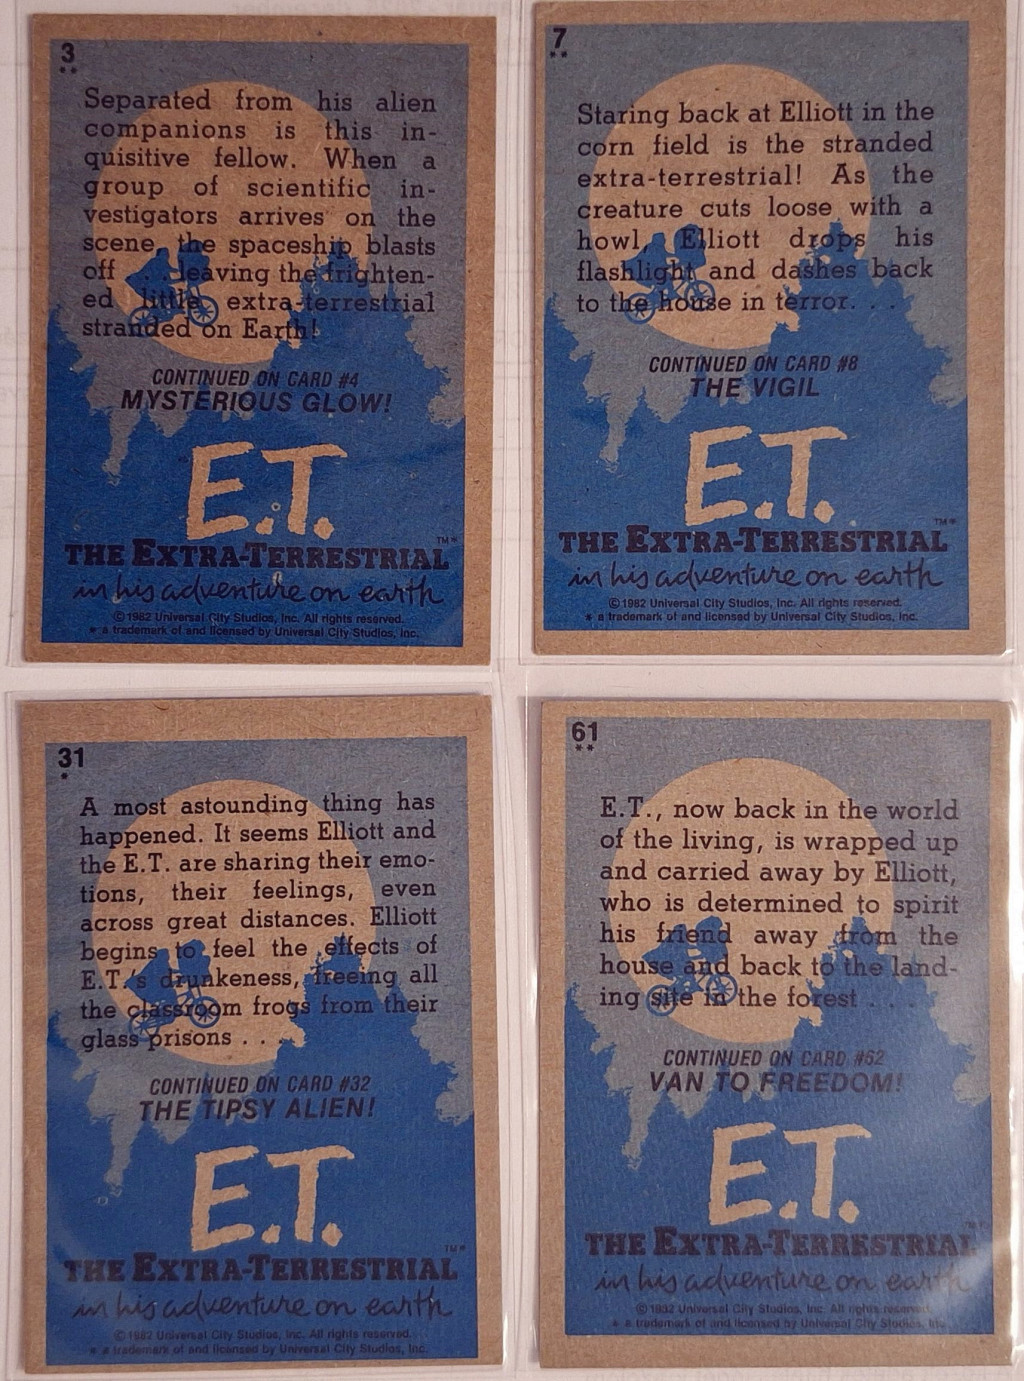 3
**
Separated from his alien
companions is this in-
quisitive fellow. When a
group of scientific in-
vestigators arrives on the
scene, the spaceship blasts
off . . . leaving the frighten-
ed little extra-terrestrial
stranded on Earth!
CONTINUED ON CARD #4
MYSTERIOUS GLOW!
E.T.
TM*
THE EXTRA-TERRESTRIAL
in his adventure on earth
©1982 Universal City Studios, Inc. All rights reserved.
* a trademark of and licensed by Universal City Studios, Inc.
7
**
Staring back at Elliott in the
corn field is the stranded
extra-terrestrial! As the
creature cuts loose with a
howl, Elliott drops his
flashlight and dashes back
to the house in terror. . . .
CONTINUED ON CARD #8
THE VIGIL
E.T.
TM*
THE EXTRA-TERRESTRIAL
in his adventure on earth
©1982 Universal City Studios, Inc. All rights reserved.
* a trademark of and licensed by Universal City Studios, Inc.
31
*
A most astounding thing has
happened. It seems Elliott and
the E.T. are sharing their emo-
tions, their feelings, even
across great distances. Elliott
begins to feel the effects of
E.T.'s drunkeness, freeing all
the classroom frogs from their
glass prisons . . .
CONTINUED ON CARD #32
THE TIPSY ALIEN!
E.T.
TM*
THE EXTRA-TERRESTRIAL
in his adventure on earth
©1982 Universal City Studios, Inc. All rights reserved.
* a trademark of and licensed by Universal City Studios, Inc.
61
**
E.T., now back in the world
of the living, is wrapped up
and carried away by Elliott,
who is determined to spirit
his friend away from the
house and back to the land-
ing site in the forest . . . .
CONTINUED ON CARD #62
VAN TO FREEDOM!
E.T.
TM*
THE EXTRA-TERRESTRIAL
in his adventure on earth
©1982 Universal City Studios, Inc. All rights reserved.
* a trademark of and licensed by Universal City Studios, Inc.